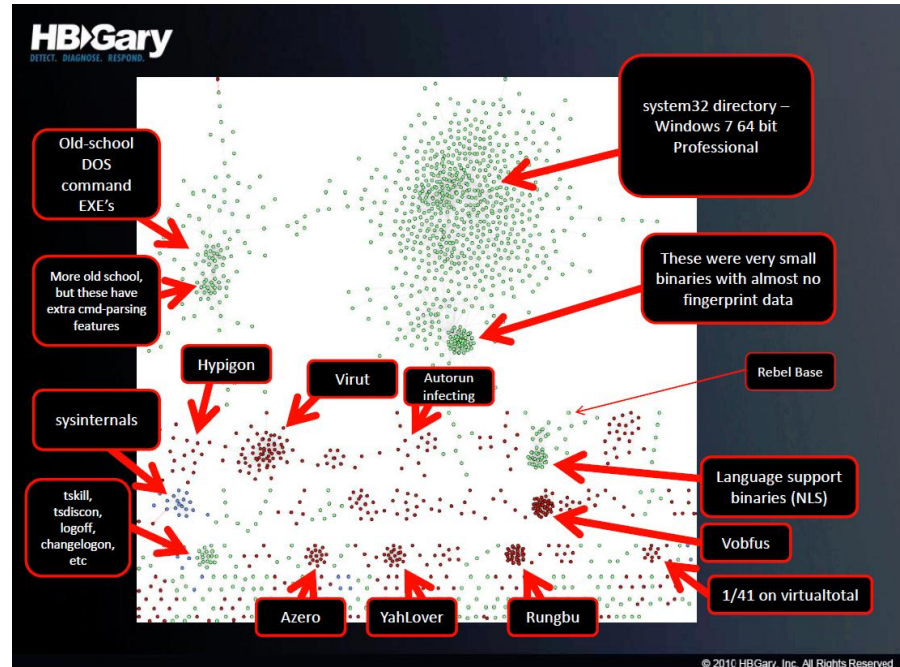 HBGary
DETECT. DIAGNOSE. RESPOND.
system32 directory –
Windows 7 64 bit
Professional
Old-school
DOS
command
EXE's
More old school,
but these have
extra cmd-parsing
features
These were very small
binaries with almost no
fingerprint data
Hypigon
Virut
Autorun
infecting
Rebel Base
sysinternals
Language support
binaries (NLS)
tskill,
tsdiscon,
logoff,
changelogon,
etc
Vobfus
1/41 on virtualtotal
Azero
YahLover
Rungbu
© 2010 HBGary, Inc. All Rights Reserved